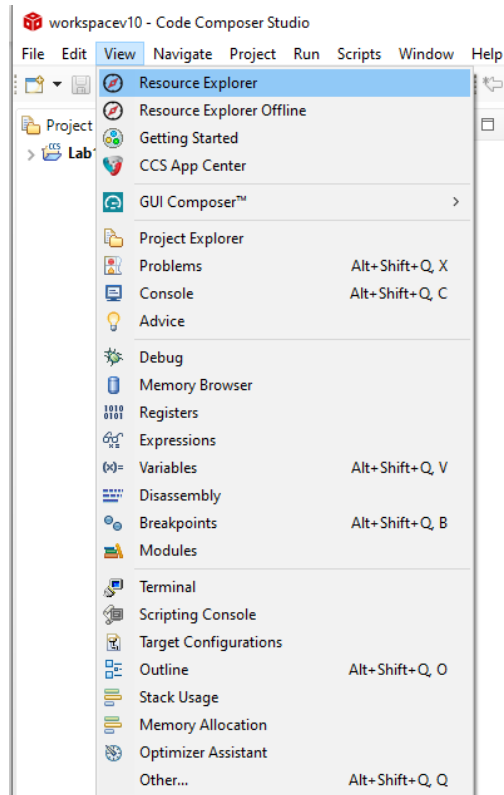 workspacev10 - Code Composer Studio
File Edit View Navigate Project Run Scripts Window Help
Resource Explorer
Project
Resource Explorer Offline
Lab1
Getting Started
CCS App Center
GUI Composer™
Project Explorer
Problems Alt+Shift+Q, X
Console Alt+Shift+Q, C
Advice
Debug
Memory Browser
Registers
Expressions
Variables Alt+Shift+Q, V
Disassembly
Breakpoints Alt+Shift+Q, B
Modules
Terminal
Scripting Console
Target Configurations
Outline Alt+Shift+Q, O
Stack Usage
Memory Allocation
Optimizer Assistant
Other... Alt+Shift+Q, Q